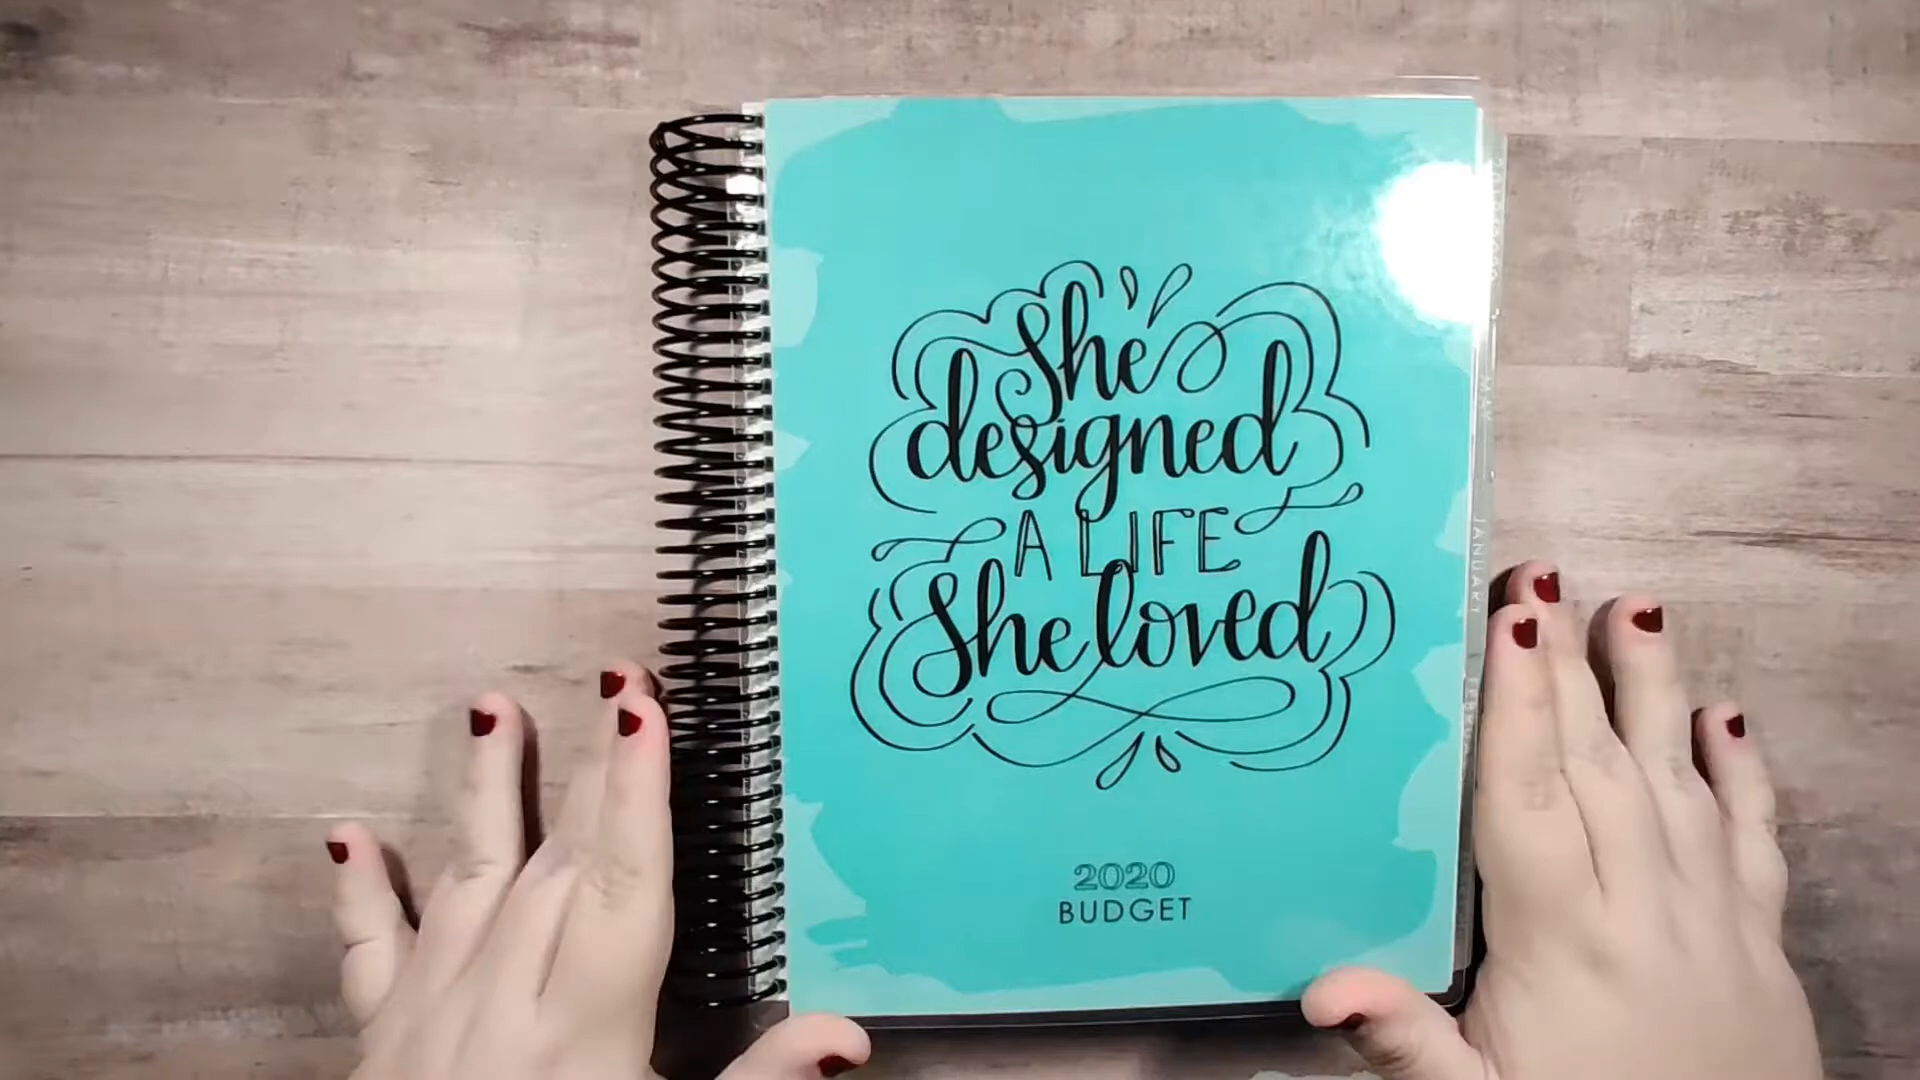 She
designed
A LIFE
She loved
2020
BUDGET
MAY
JANUARY